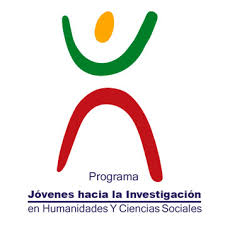 Programa
Jóvenes hacia la Investigación
en Humanidades Y Ciencias Sociales